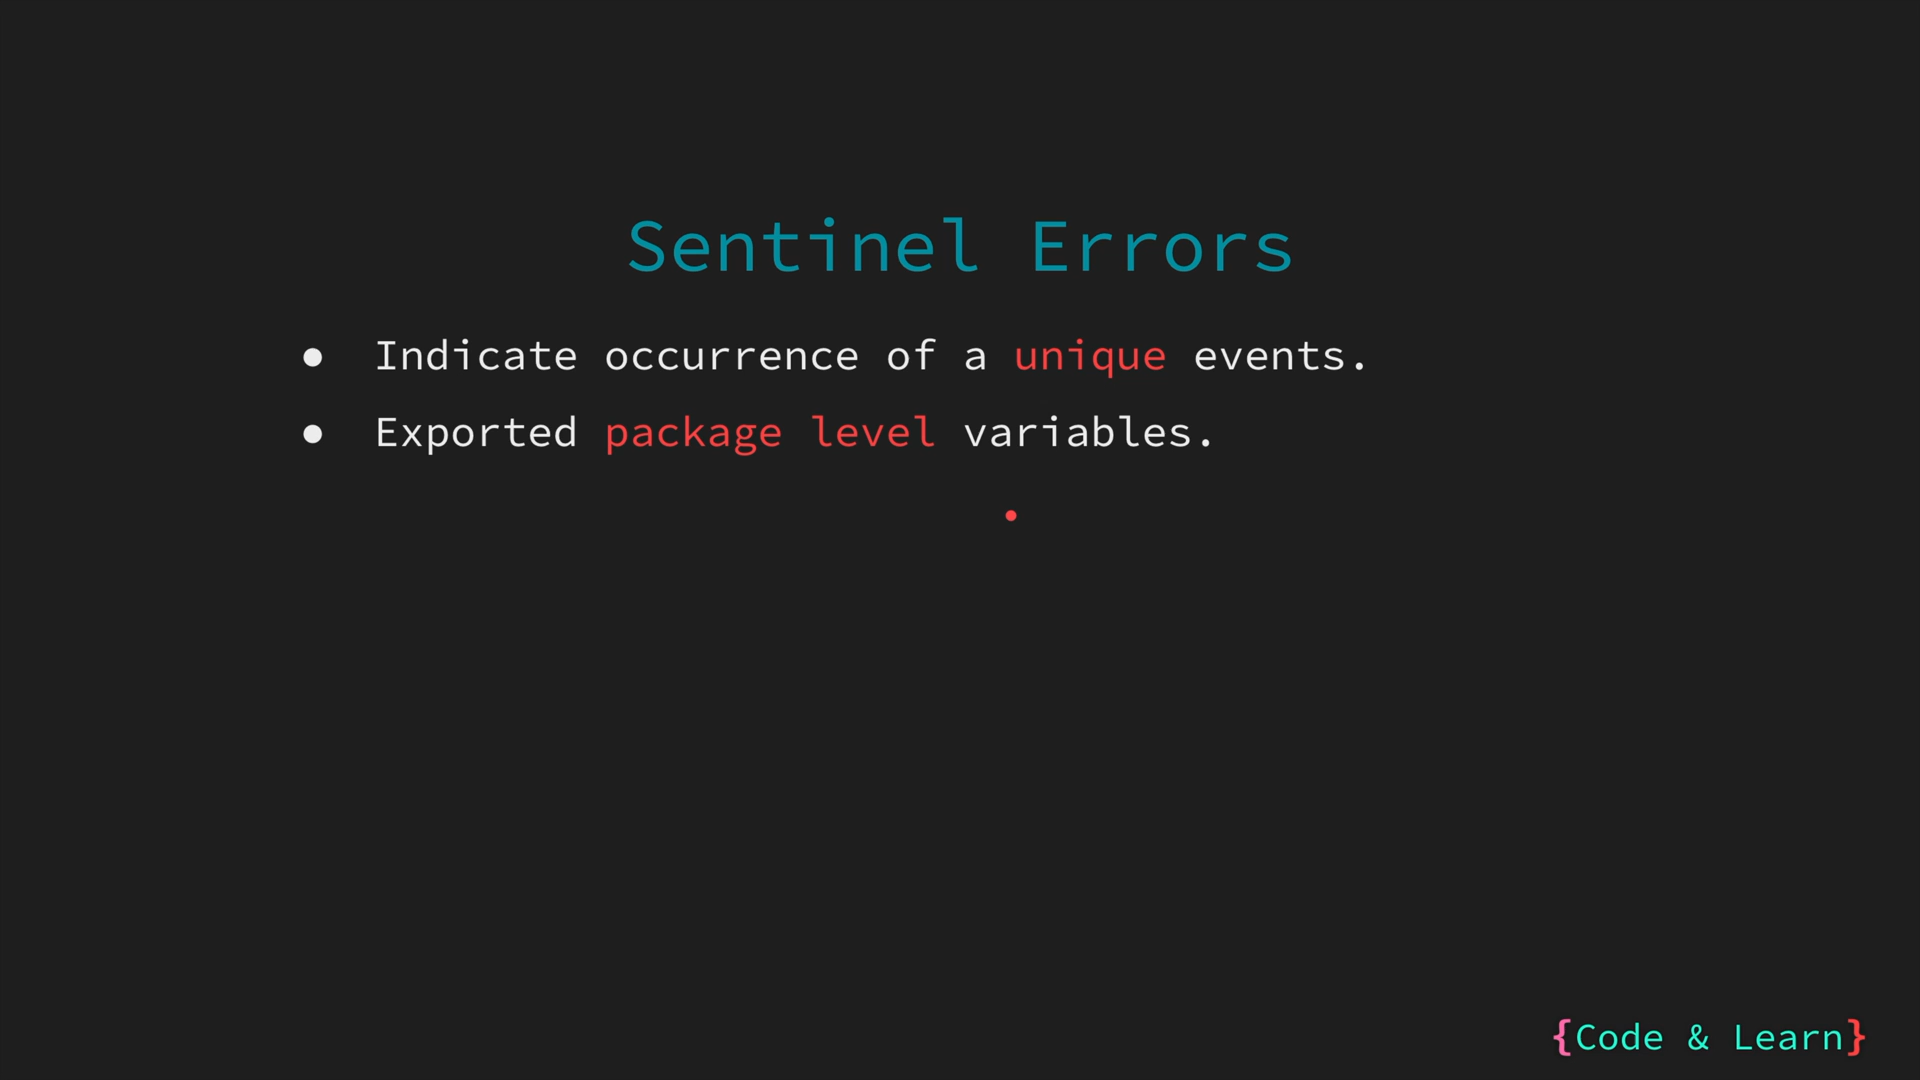 Sentinel Errors
● Indicate occurrence of a unique events.
● Exported package level variables.
{Code & Learn}